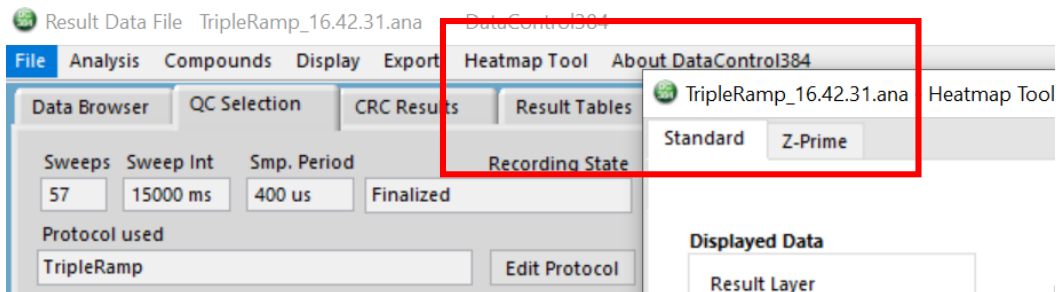 Result Data File TripleRamp_16.42.31.ana DataControl384
File Analysis Compounds Display Export Heatmap Tool About DataControl384
TripleRamp_16.42.31.ana Heatmap Tool
Data Browser QC Selection CRC Results Result Tables
Standard Z-Prime
Sweeps Sweep Int Smp. Period Recording State
57 15000 ms 400 us Finalized
Protocol used
TripleRamp Edit Protocol
Displayed Data
Result Layer